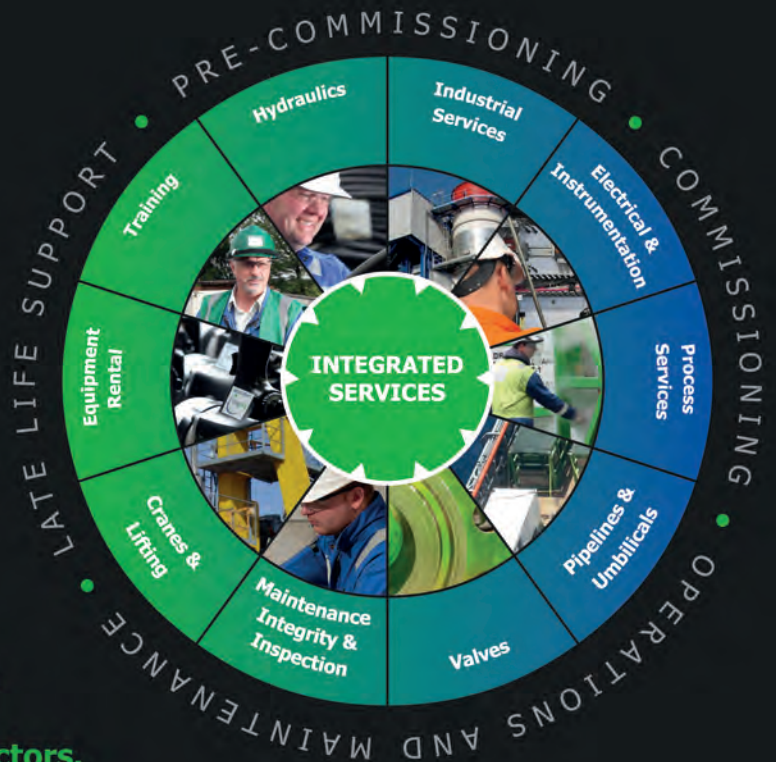 PRE-COMMISSIONING
COMMISSIONING
OPERATIONS AND MAINTENANCE
LATE LIFE SUPPORT
Hydraulics
Industrial
Services
Electrical &
Instrumentation
Process
Services
Pipelines &
Umbilicals
Valves
Maintenance
Integrity &
Inspection
Cranes &
Lifting
Equipment
Rental
Training
INTEGRATED
SERVICES
ctors.